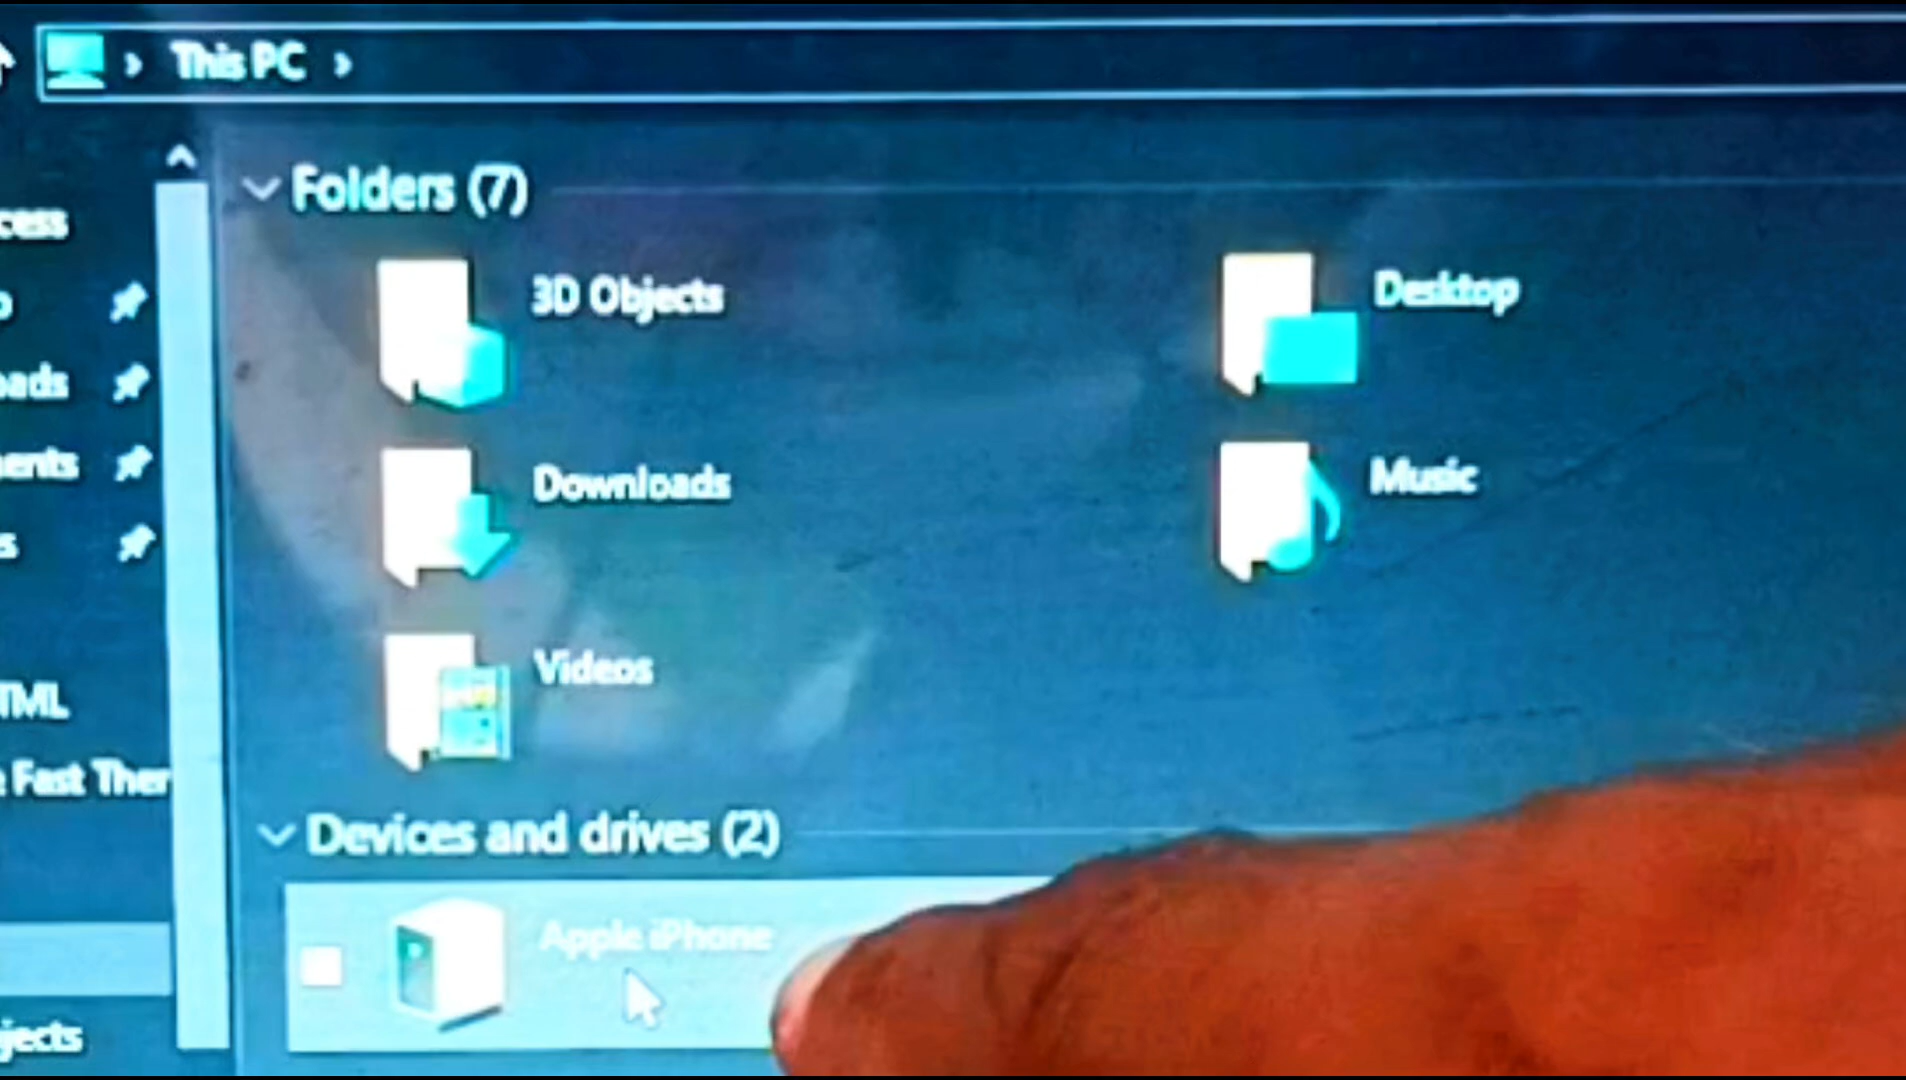 This PC
Folders (7)
cess
3D Objects
Desktop
oads
Downloads
Music
ents
s
Videos
TML
Fast Ther
Devices and drives (2)
Apple iPhone
jects